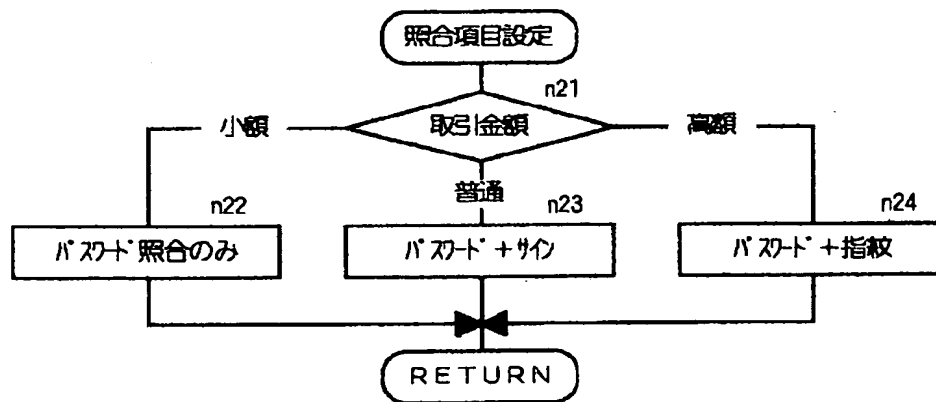 照合項目設定
n21
小額
取引金額
高額
普通
n22
n23
n24
パスワード照合のみ
パスワード+サイン
パスワード+指紋
RETURN